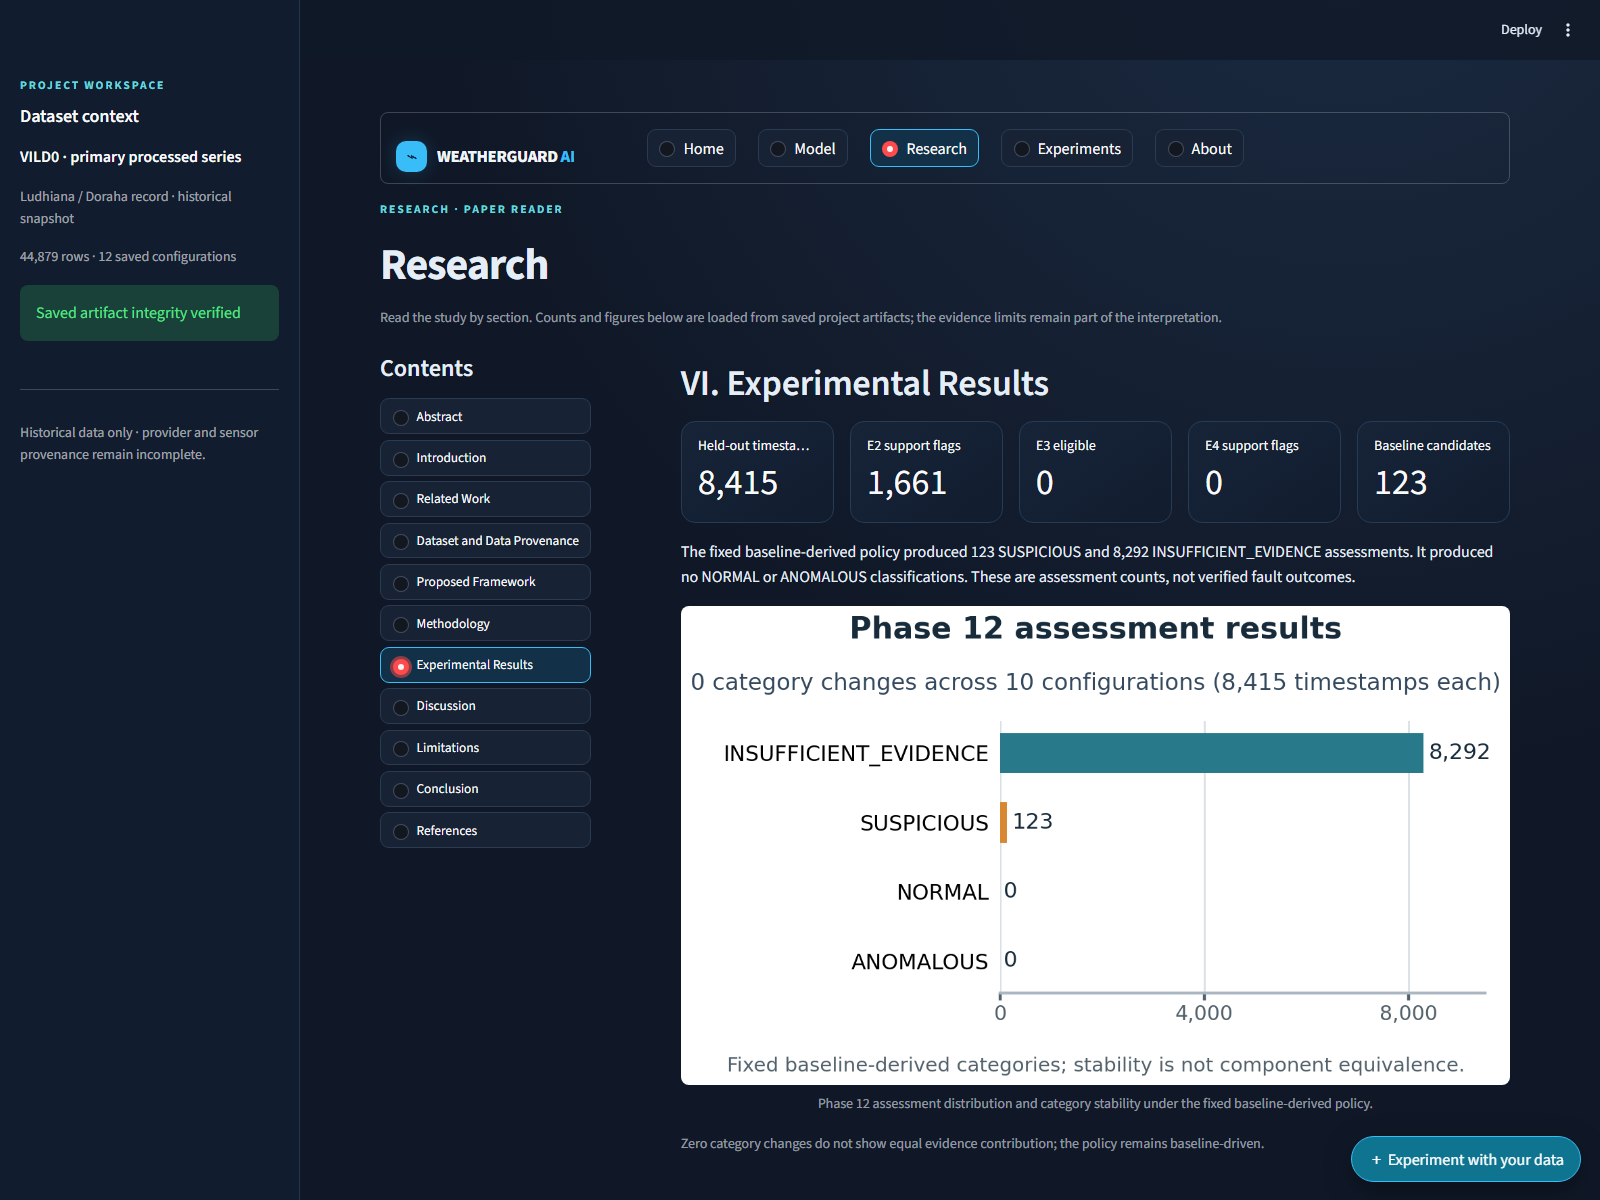 Deploy
PROJECT WORKSPACE
Dataset context
VILD0 · primary processed series
Ludhiana / Doraha record · historical
snapshot
44,879 rows · 12 saved configurations
Saved artifact integrity verified
Historical data only · provider and sensor
provenance remain incomplete.
WEATHERGUARD AI
Home
Model
Research
Experiments
About
RESEARCH · PAPER READER
Research
Read the study by section. Counts and figures below are loaded from saved project artifacts; the evidence limits remain part of the interpretation.
Contents
Abstract
Introduction
Related Work
Dataset and Data Provenance
Proposed Framework
Methodology
Experimental Results
Discussion
Limitations
Conclusion
References
VI. Experimental Results
Held-out timesta...
8,415
E2 support flags
1,661
E3 eligible
0
E4 support flags
0
Baseline candidates
123
The fixed baseline-derived policy produced 123 SUSPICIOUS and 8,292 INSUFFICIENT_EVIDENCE assessments. It produced
no NORMAL or ANOMALOUS classifications. These are assessment counts, not verified fault outcomes.
Phase 12 assessment results
0 category changes across 10 configurations (8,415 timestamps each)
INSUFFICIENT_EVIDENCE 8,292
SUSPICIOUS 123
NORMAL 0
ANOMALOUS 0
0 4,000 8,000
Fixed baseline-derived categories; stability is not component equivalence.
Phase 12 assessment distribution and category stability under the fixed baseline-derived policy.
Zero category changes do not show equal evidence contribution; the policy remains baseline-driven.
+ Experiment with your data